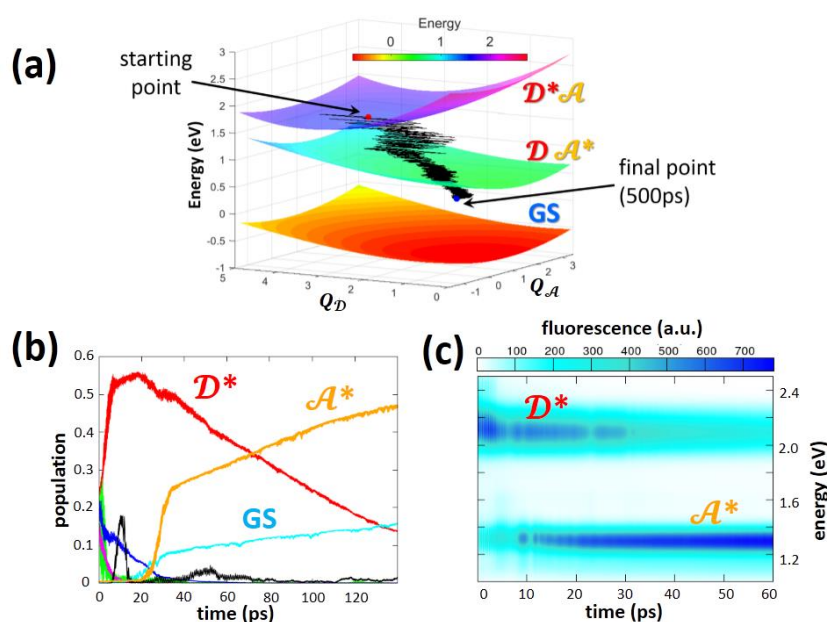 (a)
Energy
0 1 2
starting
point
3
2.5
2
1.5
1
0.5
0
-0.5
-1
Energy (eV)
𝒟*𝒜
𝒟 𝒜*
final point
(500ps)
GS
5 4 3 2 1 0
Q𝒟
-1 0 1 2 3
Q𝒜
(b)
0.6
0.5
0.4
0.3
0.2
0.1
0
population
𝒟*
𝒜*
GS
0 20 40 60 80 100 120
time (ps)
(c)
fluorescence (a.u.)
0 100 200 300 400 500 600 700
𝒟*
𝒜*
2.4
2.0
1.6
1.2
energy (eV)
0 10 20 30 40 50 60
time (ps)